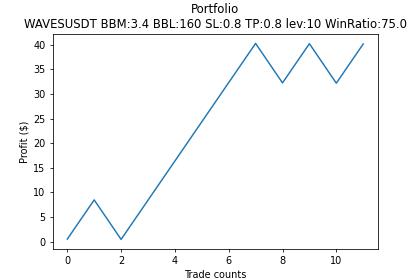 Portfolio
WAVESUSDT BBM:3.4 BBL:160 SL:0.8 TP:0.8 lev:10 WinRatio:75.0
40
35
30
25
20
15
10
5
0
Profit ($)
0 2 4 6 8 10
Trade counts